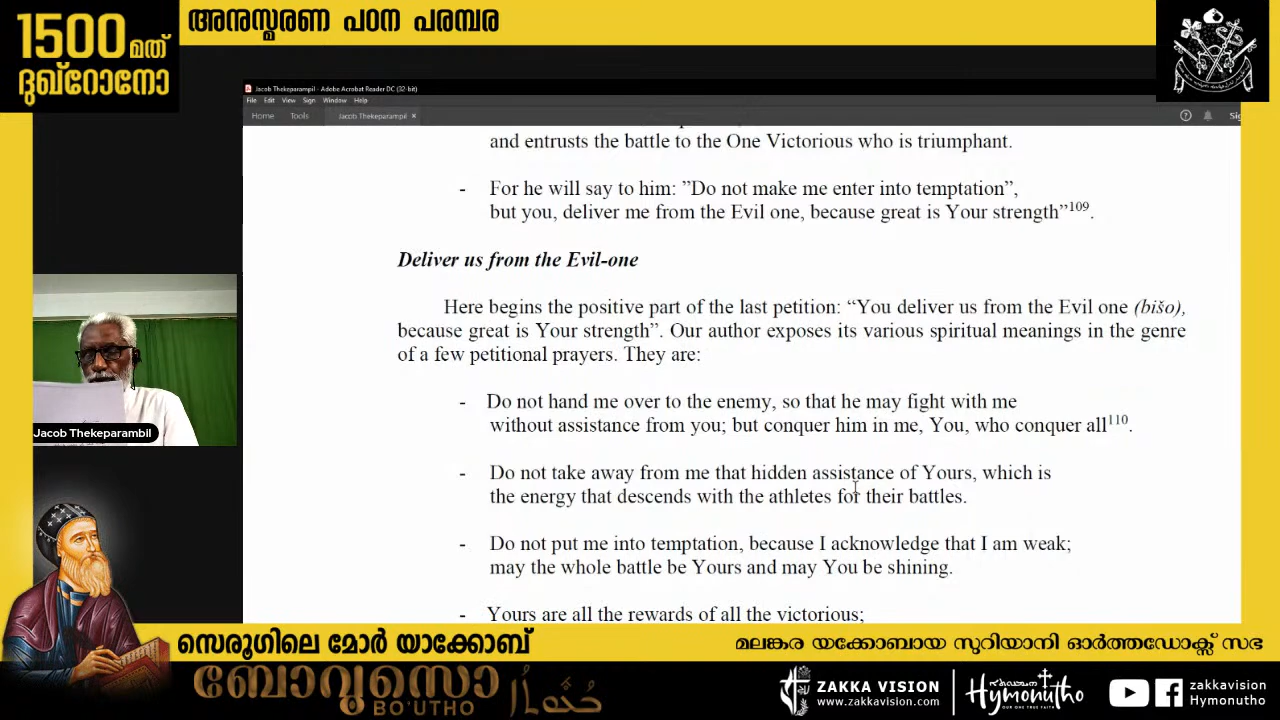 1500 മത്
ദുഖ്റോനോ
അനുസ്മരണ പഠന പരമ്പര
Jacob Thekeparampil - Adobe Acrobat Reader DC (32-bit)
File Edit View Sign Window Help
Home Tools Jacob Thekeparampil ×
Sig
and entrusts the battle to the One Victorious who is triumphant.
- For he will say to him: ”Do not make me enter into temptation”,
but you, deliver me from the Evil one, because great is Your strength”109.
Deliver us from the Evil-one
Here begins the positive part of the last petition: “You deliver us from the Evil one (bišo),
because great is Your strength”. Our author exposes its various spiritual meanings in the genre
of a few petitional prayers. They are:
- Do not hand me over to the enemy, so that he may fight with me
without assistance from you; but conquer him in me, You, who conquer all110.
- Do not take away from me that hidden assistance of Yours, which is
the energy that descends with the athletes for their battles.
- Do not put me into temptation, because I acknowledge that I am weak;
may the whole battle be Yours and may You be shining.
- Yours are all the rewards of all the victorious;
Jacob Thekeparambil
സെറൂഗിലെ മോർ യാക്കോബ്
മലങ്കര യക്കോബായ സുറിയാനി ഓർത്തഡോക്സ് സഭ
ബോവൂസൊ
BO'UTHO
ZAKKA VISION
www.zakkavision.com
Hymonutho
OUR ONE TRUE FAITH
zakkavision
Hymonutho